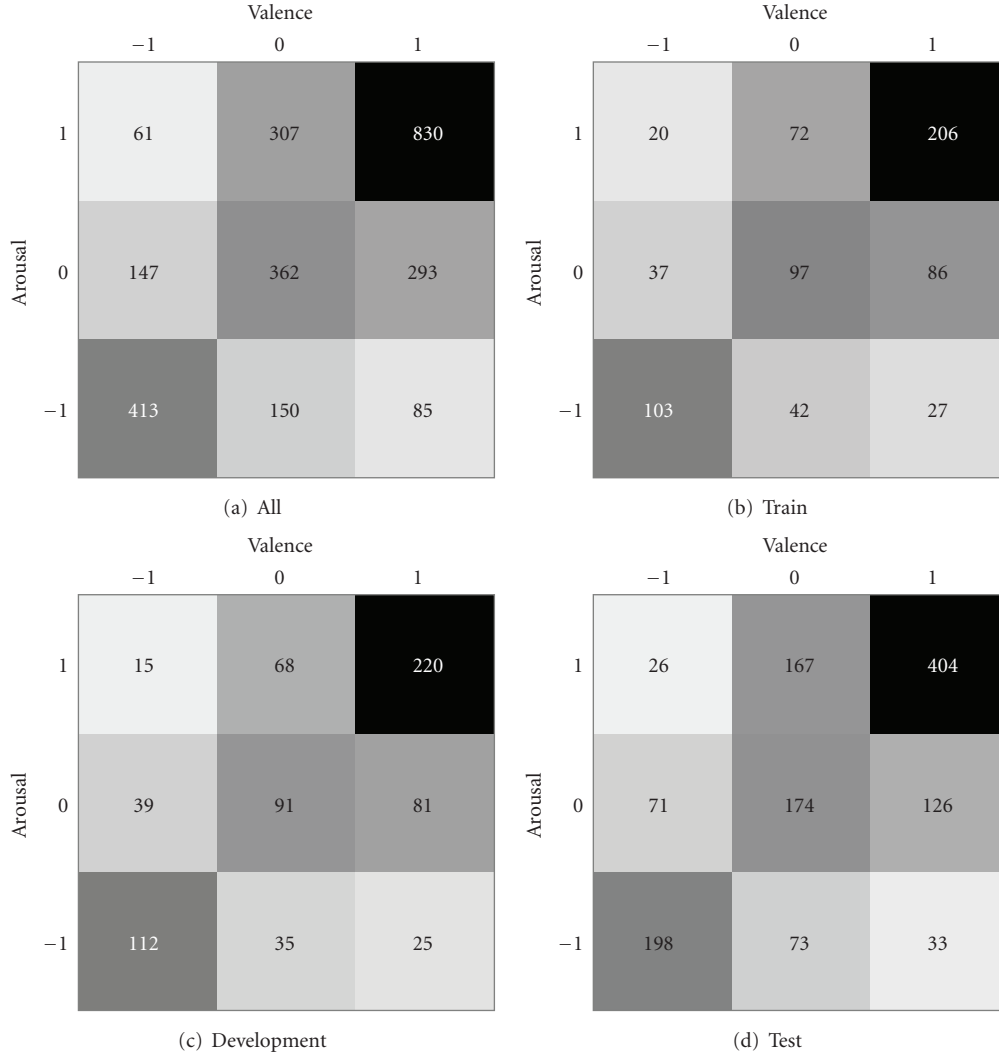 Valence
−1 0 1
1 61 307 830
Arousal
0 147 362 293
−1 413 150 85
(a) All
Valence
−1 0 1
1 20 72 206
Arousal
0 37 97 86
−1 103 42 27
(b) Train
Valence
−1 0 1
1 15 68 220
Arousal
0 39 91 81
−1 112 35 25
(c) Development
Valence
−1 0 1
1 26 167 404
Arousal
0 71 174 126
−1 198 73 33
(d) Test